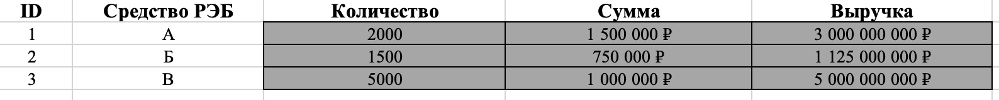 ID Средство РЭБ Количество Сумма Выручка
1 А 2000 1 500 000 ₽ 3 000 000 000 ₽
2 Б 1500 750 000 ₽ 1 125 000 000 ₽
3 В 5000 1 000 000 ₽ 5 000 000 000 ₽